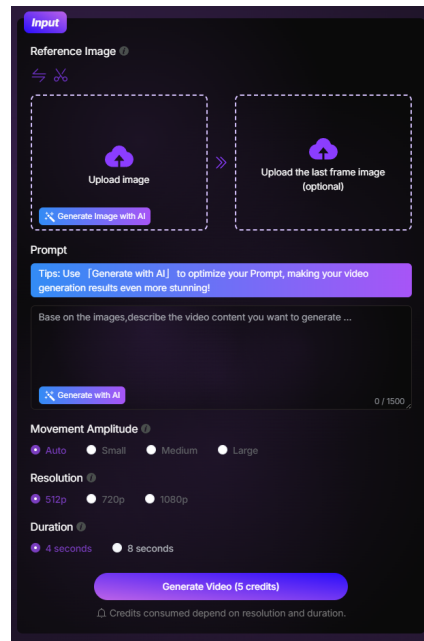 Input
Reference Image
Upload image
Generate Image with AI
Upload the last frame image
(optional)
Prompt
Tips: Use 「Generate with AI」 to optimize your Prompt, making your video
generation results even more stunning!
Base on the images,describe the video content you want to generate ...
Generate with AI
0 / 1500
Movement Amplitude
Auto Small Medium Large
Resolution
512p 720p 1080p
Duration
4 seconds 8 seconds
Generate Video (5 credits)
Credits consumed depend on resolution and duration.